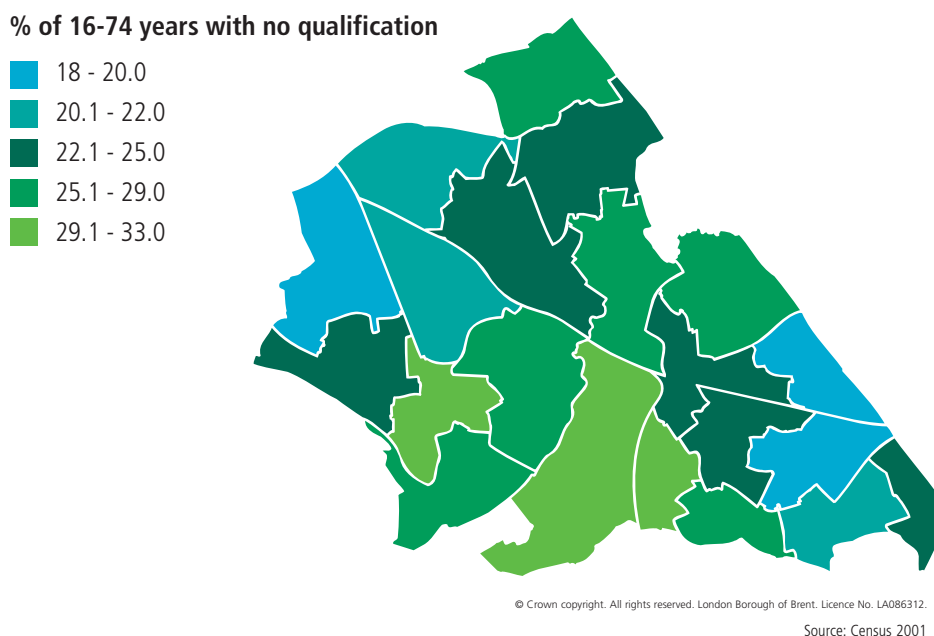 % of 16-74 years with no qualification
18 - 20.0
20.1 - 22.0
22.1 - 25.0
25.1 - 29.0
29.1 - 33.0
© Crown copyright. All rights reserved. London Borough of Brent. Licence No. LA086312.
Source: Census 2001